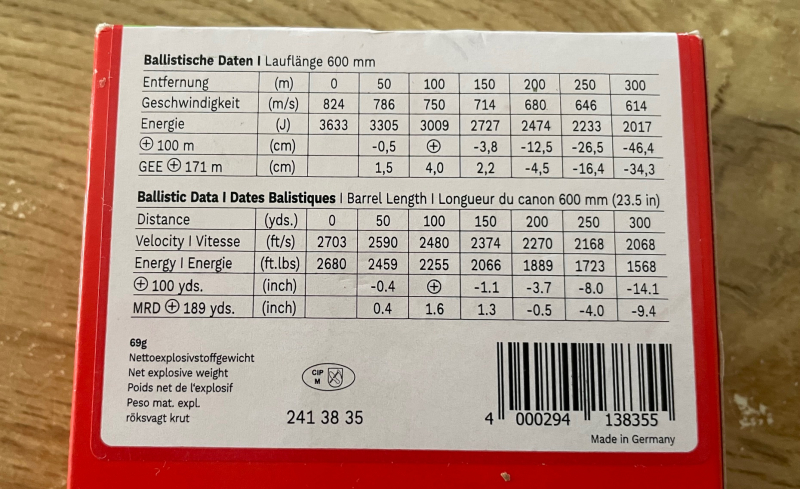 Ballistische Daten | Lauflänge 600 mm
Entfernung (m) 0 50 100 150 200 250 300
Geschwindigkeit (m/s) 824 786 750 714 680 646 614
Energie (J) 3633 3305 3009 2727 2474 2233 2017
⊕ 100 m (cm) -0,5 ⊕ -3,8 -12,5 -26,5 -46,4
GEE ⊕ 171 m (cm) 1,5 4,0 2,2 -4,5 -16,4 -34,3
Ballistic Data | Dates Balistiques | Barrel Length | Longueur du canon 600 mm (23.5 in)
Distance (yds.) 0 50 100 150 200 250 300
Velocity | Vitesse (ft/s) 2703 2590 2480 2374 2270 2168 2068
Energy | Energie (ft.lbs) 2680 2459 2255 2066 1889 1723 1568
⊕ 100 yds. (inch) -0.4 ⊕ -1.1 -3.7 -8.0 -14.1
MRD ⊕ 189 yds. (inch) 0.4 1.6 1.3 -0.5 -4.0 -9.4
69g
Nettoexplosivstoffgewicht
Net explosive weight
Poids net de l'explosif
Peso mat. expl.
röksvagt krut
CIP
M
241 38 35
4 000294 138355
Made in Germany